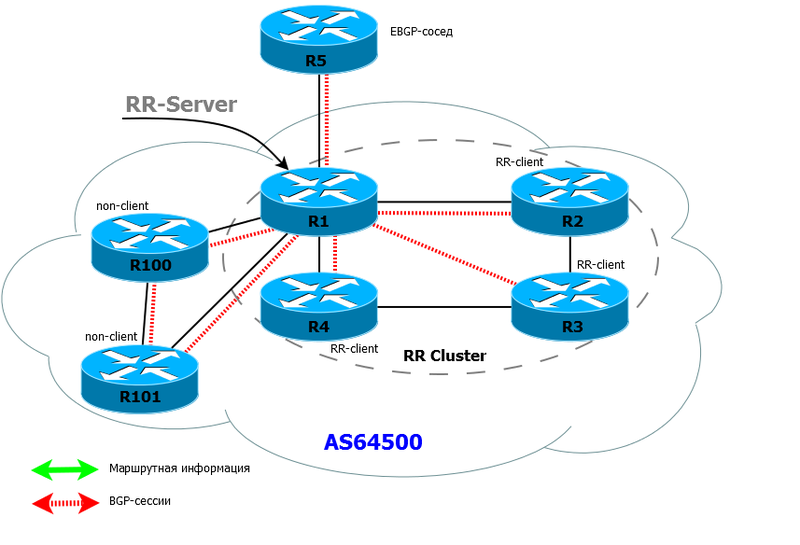 EBGP-сосед
R5
RR-Server
RR-client
R1
R2
non-client
R100
RR-client
R4
R3
non-client
RR-client
RR Cluster
R101
AS64500
Маршрутная информация
BGP-сессии